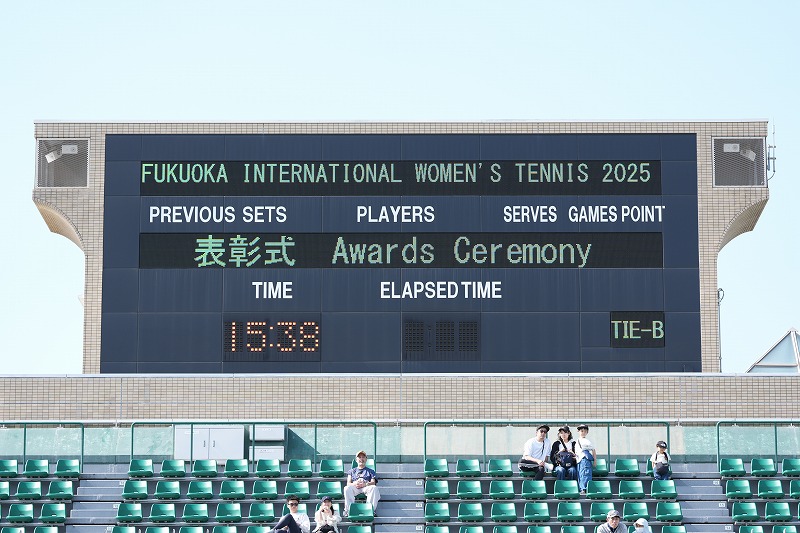 FUKUOKA INTERNATIONAL WOMEN'S TENNIS 2025
PREVIOUS SETS PLAYERS SERVES GAMES POINT
表彰式 Awards Ceremony
TIME ELAPSED TIME
15:38 TIE-B